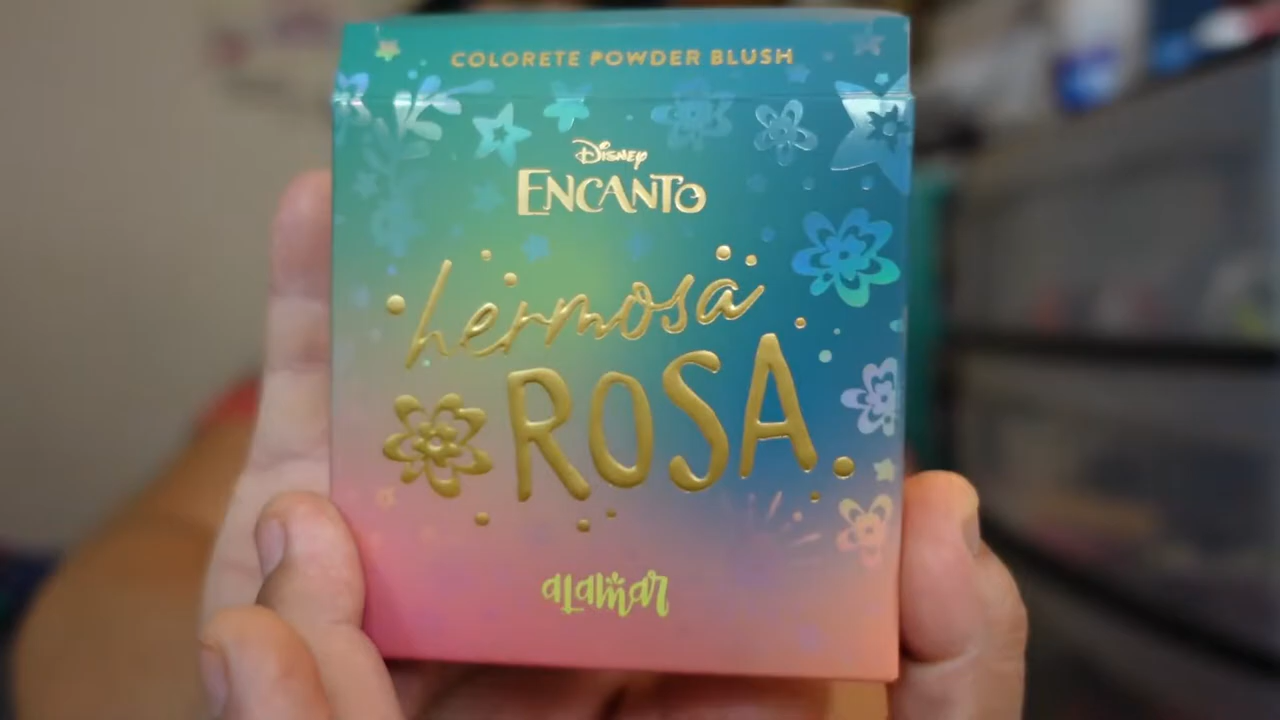 COLORETE POWDER BLUSH
Disney
ENCANTO
hermosa
ROSA
alamar